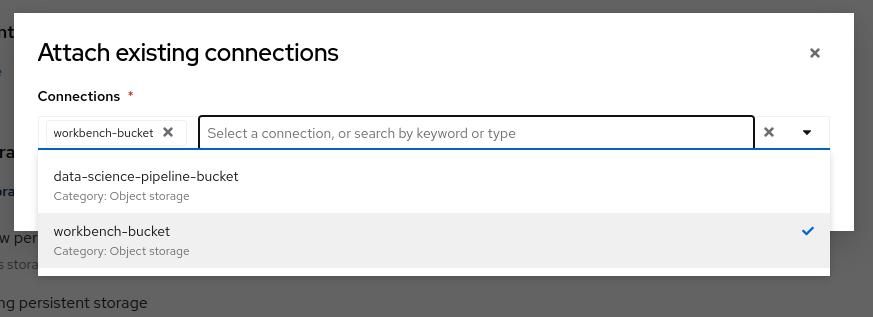 Attach existing connections
Connections *
workbench-bucket
Select a connection, or search by keyword or type
data-science-pipeline-bucket
Category: Object storage
workbench-bucket
Category: Object storage
ng persistent storage